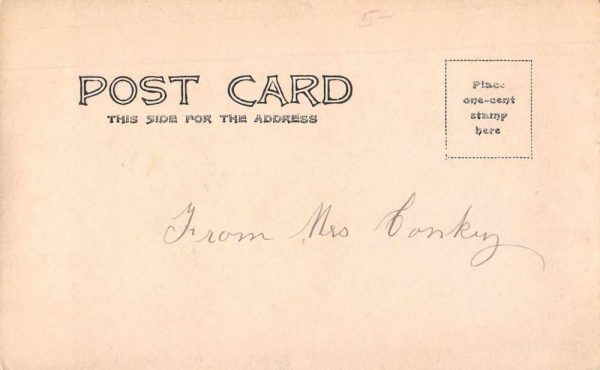 5-
POST CARD
THIS SIDE FOR THE ADDRESS
Place
one-cent
stamp
here
From Mrs Conkey